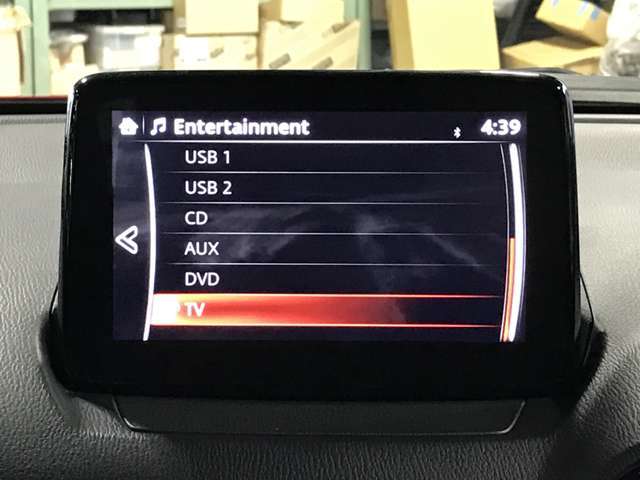 Entertainment 4:39
USB 1
USB 2
CD
AUX
DVD
TV